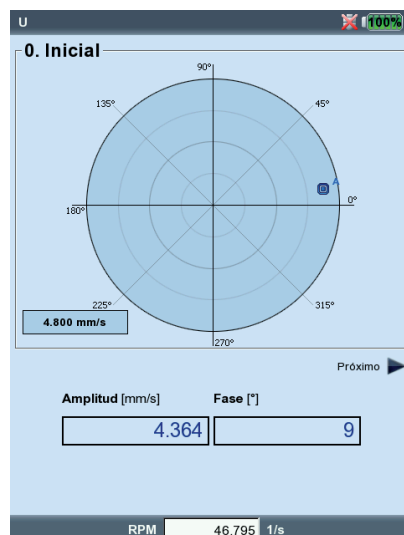 U 100%
0. Inicial
90°
135° 45°
A
180° 0°
225° 315°
4.800 mm/s
270°
Próximo
Amplitud [mm/s] Fase [°]
4.364 9
RPM 46.795 1/s